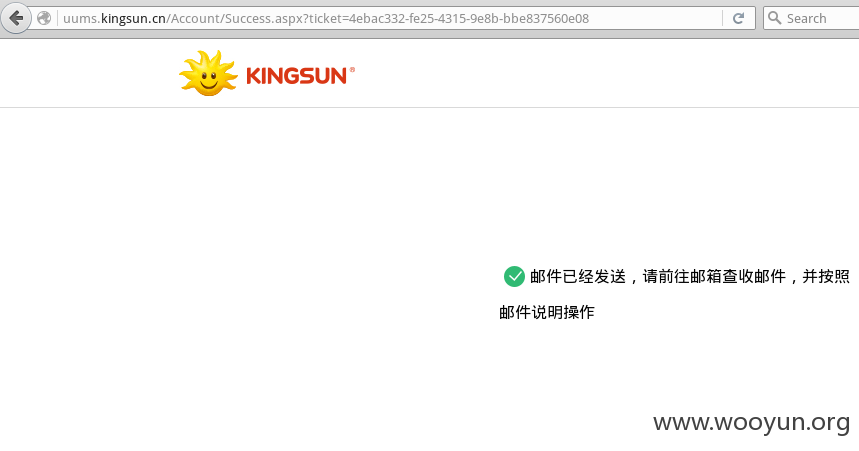 uums.kingsun.cn/Account/Success.aspx?ticket=4ebac332-fe25-4315-9e8b-bbe837560e08
Search
KINGSUN®
邮件已经发送，请前往邮箱查收邮件，并按照
邮件说明操作
www.wooyun.org